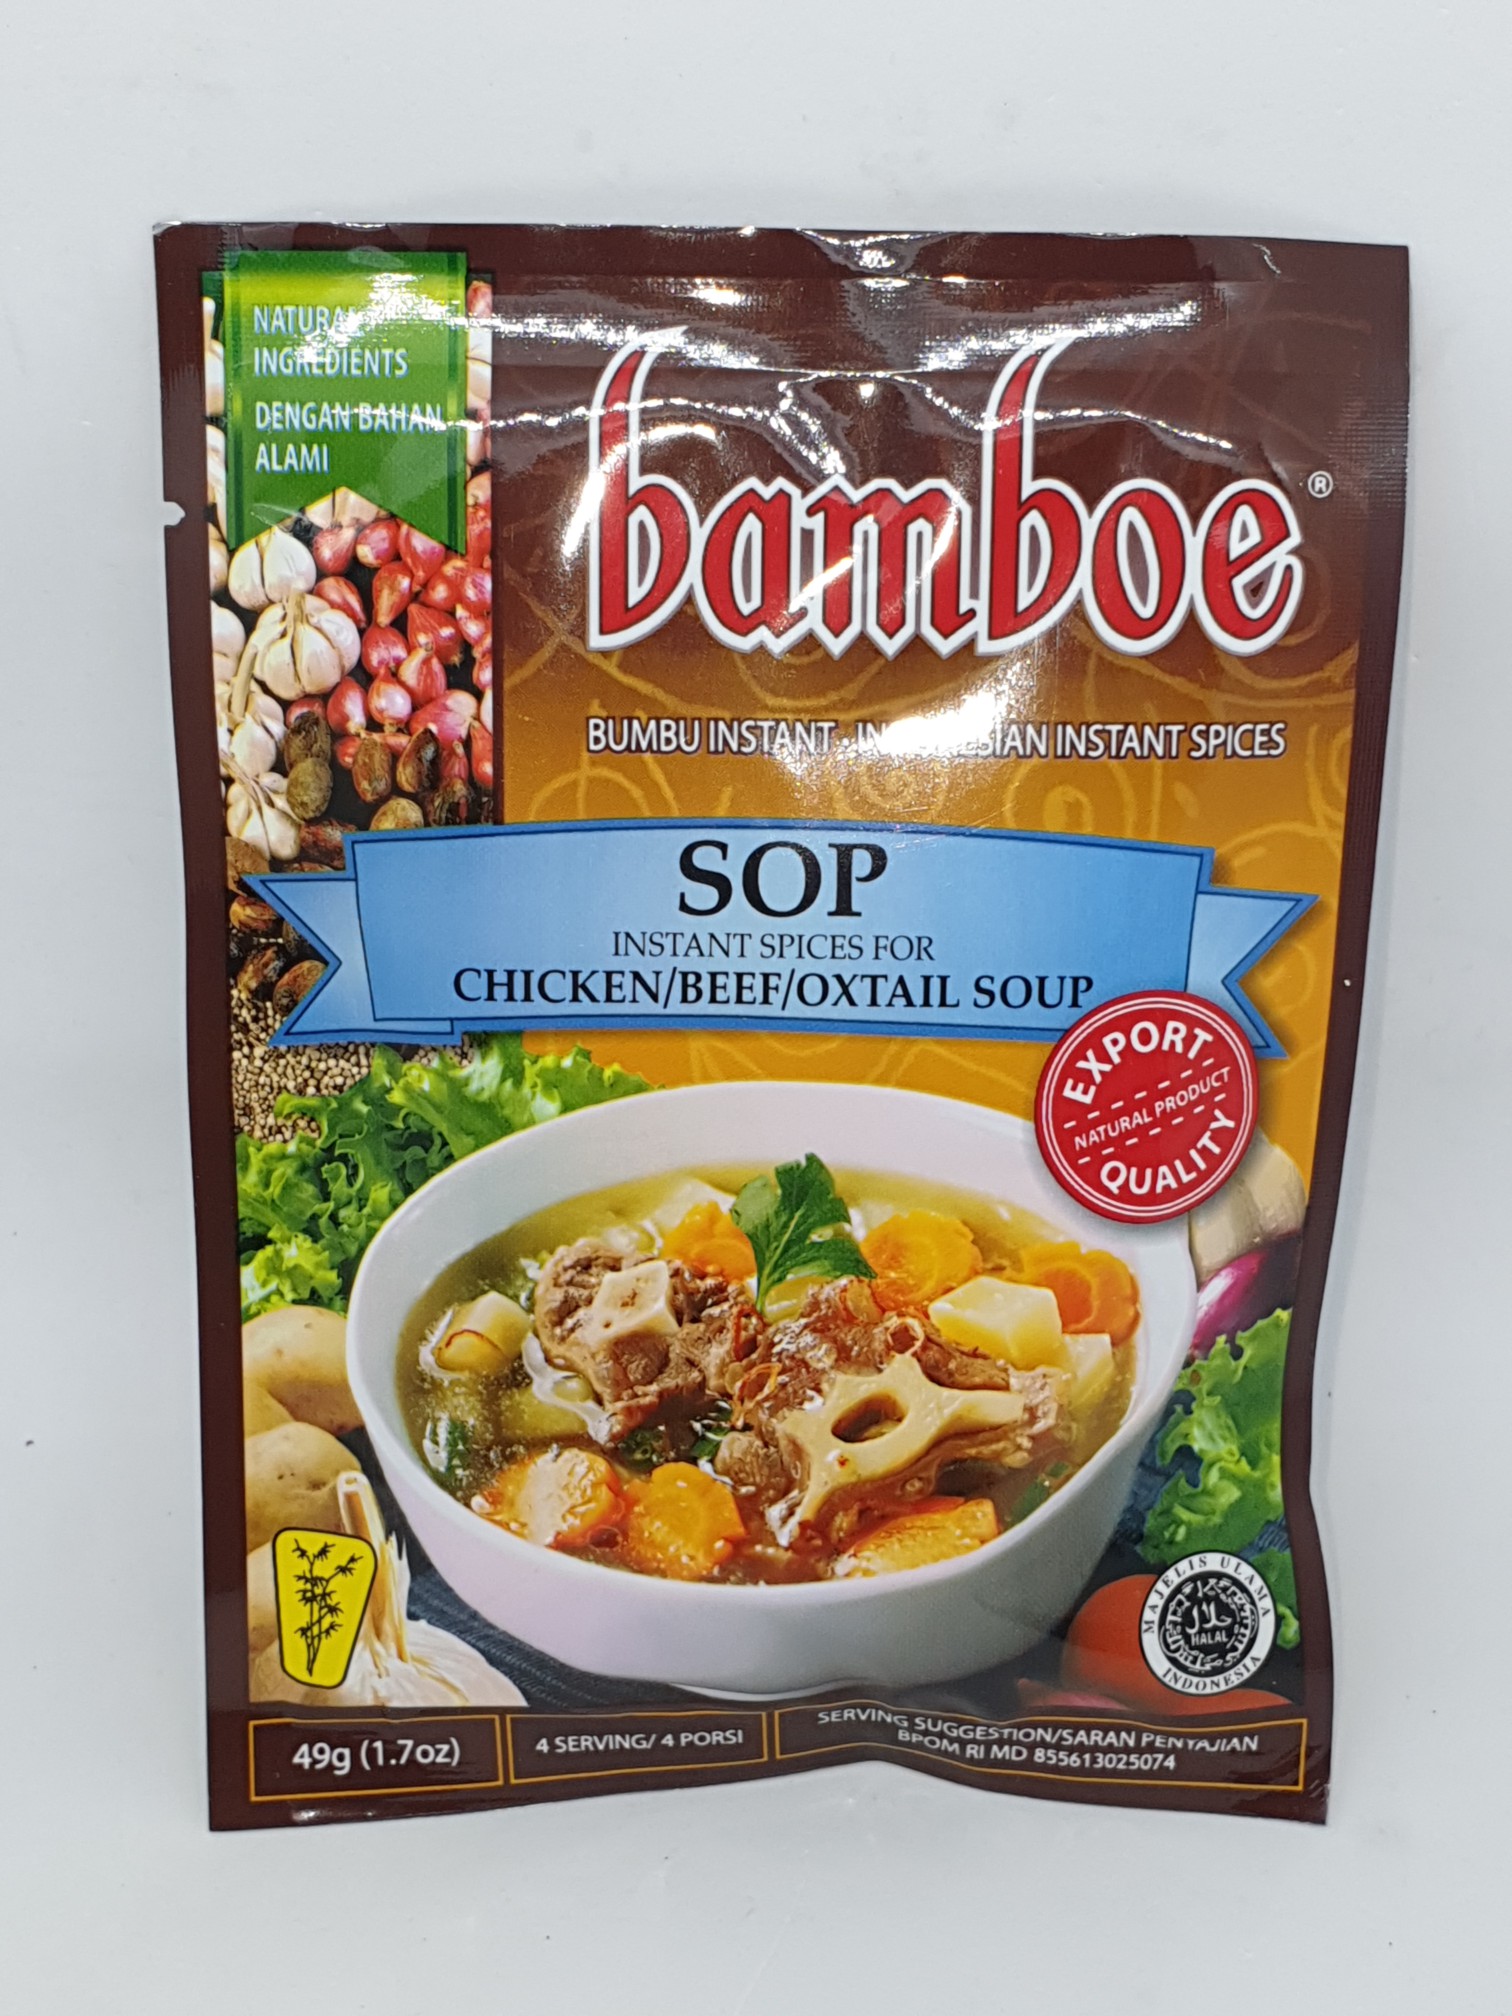 NATURAL
INGREDIENTS
DENGAN BAHAN
ALAMI
bamboe®
BUMBU INSTANT - INDONESIAN INSTANT SPICES
SOP
INSTANT SPICES FOR
CHICKEN/BEEF/OXTAIL SOUP
EXPORT
NATURAL PRODUCT
QUALITY
MAJELIS ULAMA
حلال
HALAL
INDONESIA
49g (1.7oz)
4 SERVING/ 4 PORSI
SERVING SUGGESTION/SARAN PENYAJIAN
BPOM RI MD 855613025074